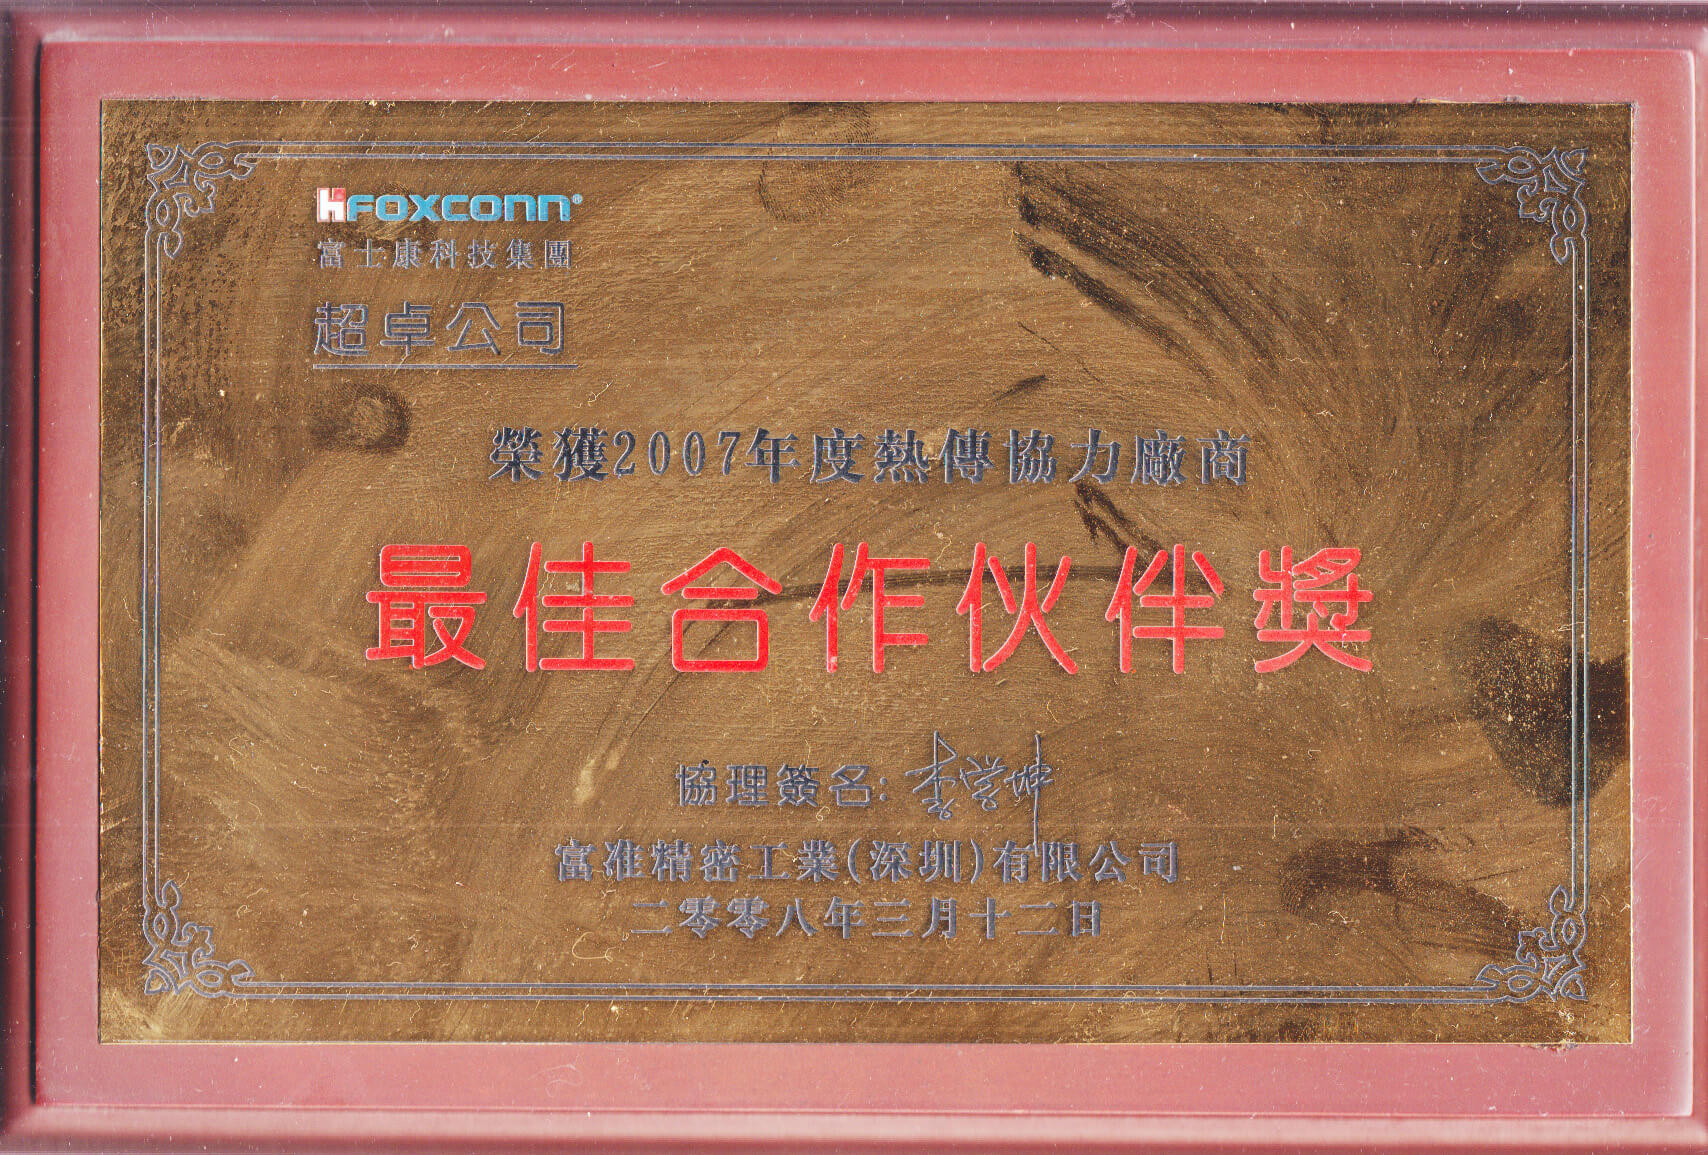 FOXCONN®
富士康科技集團
超卓公司
榮獲2007年度熱傳協力廠商
最佳合作伙伴獎
協理簽名:
富准精密工業(深圳)有限公司
二零零八年三月十二日